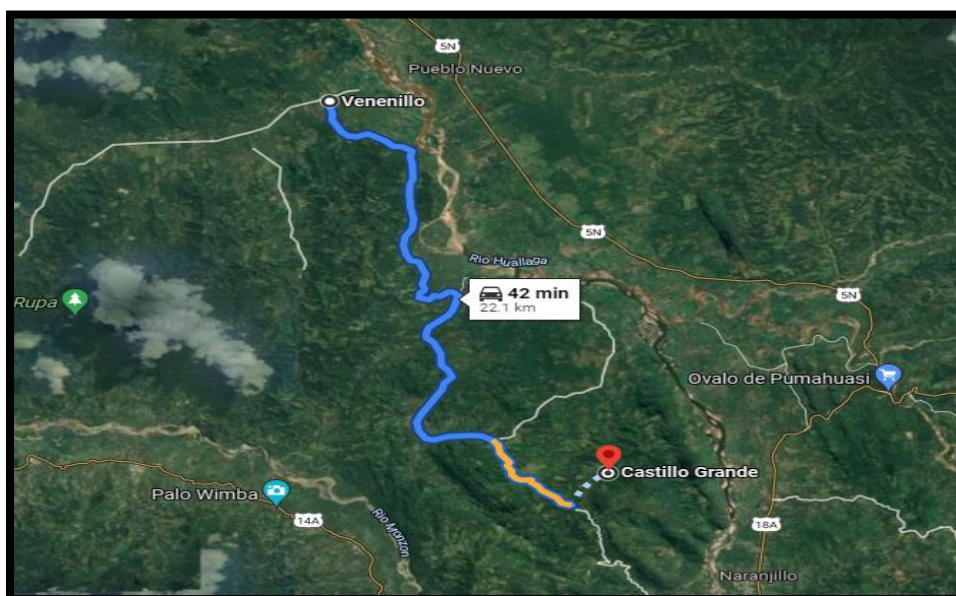 5N
Pueblo Nuevo
Venenillo
5N
Rio Huallaga
42 min
22.1 km
5N
Rupa
Ovalo de Pumahuasi
Castillo Grande
Palo Wimba
14A
Rio Monzon
18A
Naranjillo